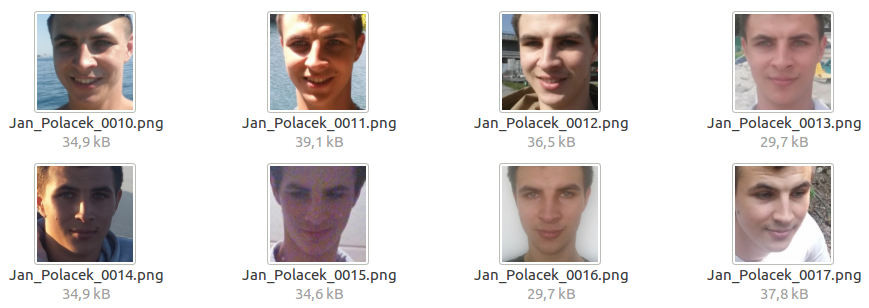 Jan_Polacek_0010.png Jan_Polacek_0011.png Jan_Polacek_0012.png Jan_Polacek_0013.png
34,9 kB 39,1 kB 36,5 kB 29,7 kB
Jan_Polacek_0014.png Jan_Polacek_0015.png Jan_Polacek_0016.png Jan_Polacek_0017.png
34,9 kB 34,6 kB 29,7 kB 37,8 kB